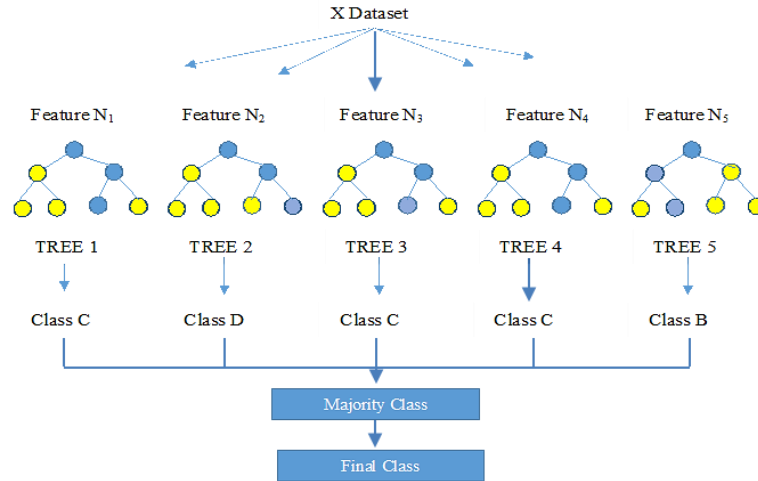 X Dataset
Feature N₁ Feature N₂ Feature N₃ Feature N₄ Feature N₅
TREE 1 TREE 2 TREE 3 TREE 4 TREE 5
Class C Class D Class C Class C Class B
Majority Class
Final Class